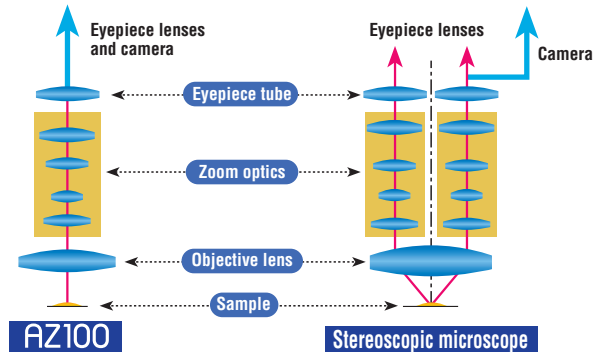 Eyepiece lenses
and camera
Eyepiece lenses
Camera
Eyepiece tube
Zoom optics
Objective lens
Sample
AZ100
Stereoscopic microscope